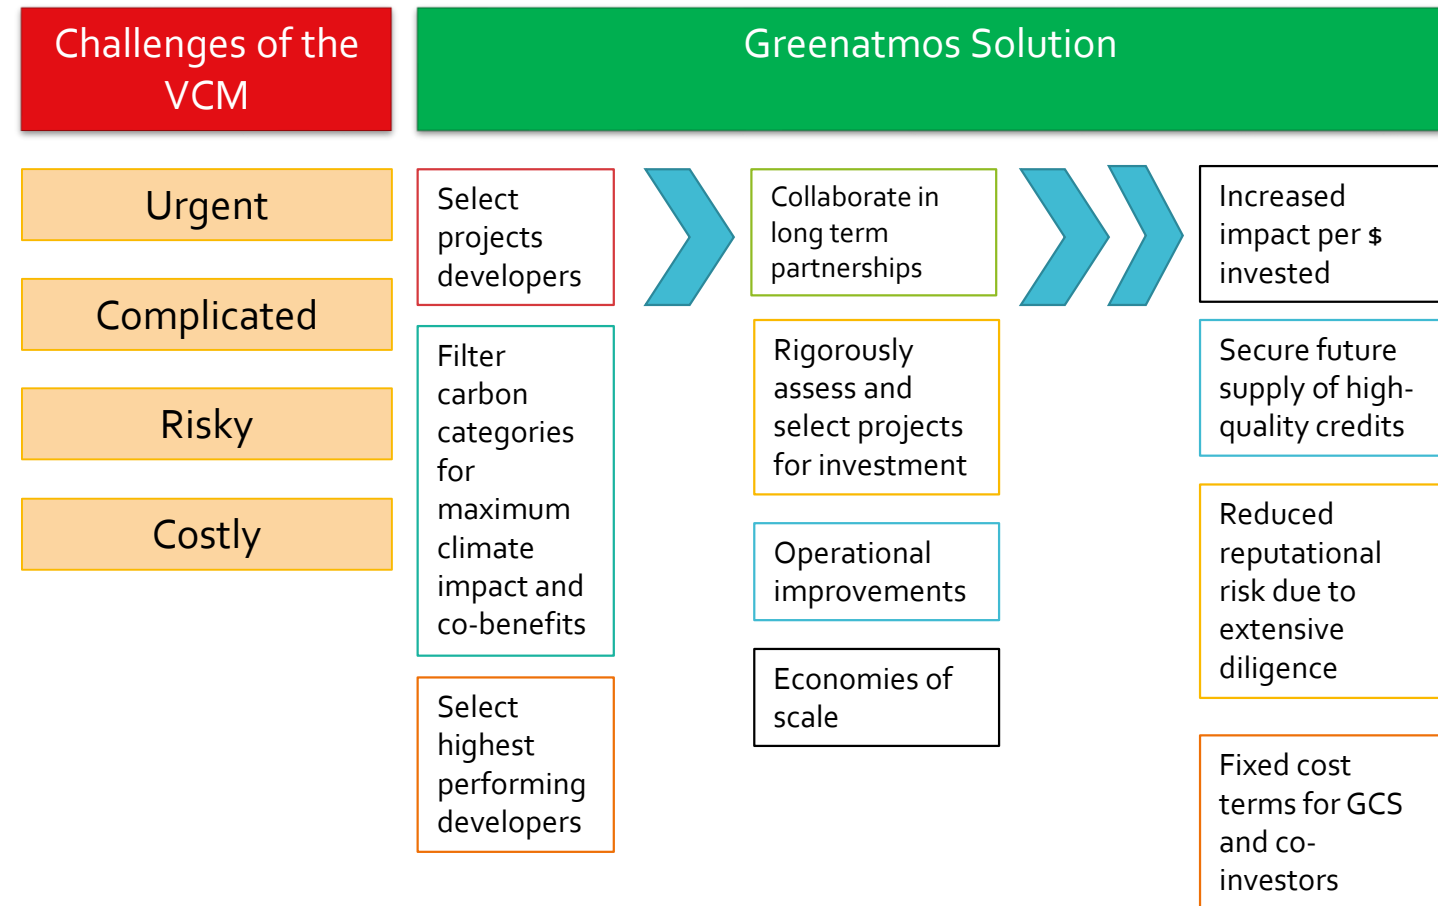 Challenges of the
VCM
Greenatmos Solution
Urgent
Complicated
Risky
Costly
Select
projects
developers
Filter
carbon
categories
for
maximum
climate
impact and
co-benefits
Select
highest
performing
developers
Collaborate in
long term
partnerships
Rigorously
assess and
select projects
for investment
Operational
improvements
Economies of
scale
Increased
impact per $
invested
Secure future
supply of high-
quality credits
Reduced
reputational
risk due to
extensive
diligence
Fixed cost
terms for GCS
and co-
investors